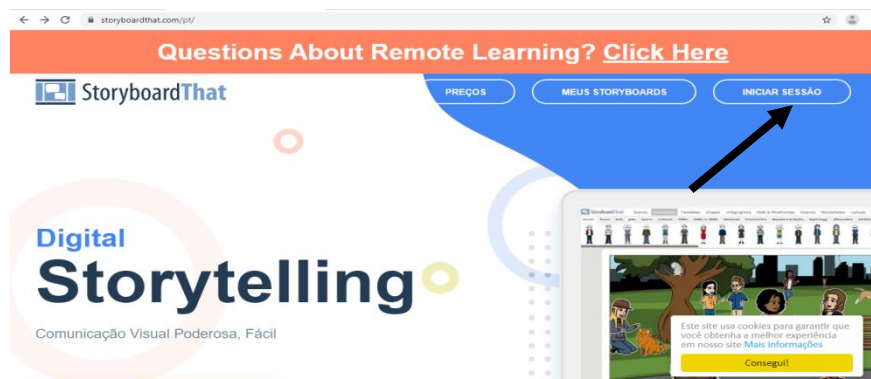 storyboardthat.com/pt/
Questions About Remote Learning? Click Here
StoryboardThat
PREÇOS
MEUS STORYBOARDS
INICIAR SESSÃO
Digital
Storytelling
Comunicação Visual Poderosa, Fácil
StoryboardThat
Este site usa cookies para garantir que
você obtenha a melhor experiência
em nosso site Mais informações
Consegui!